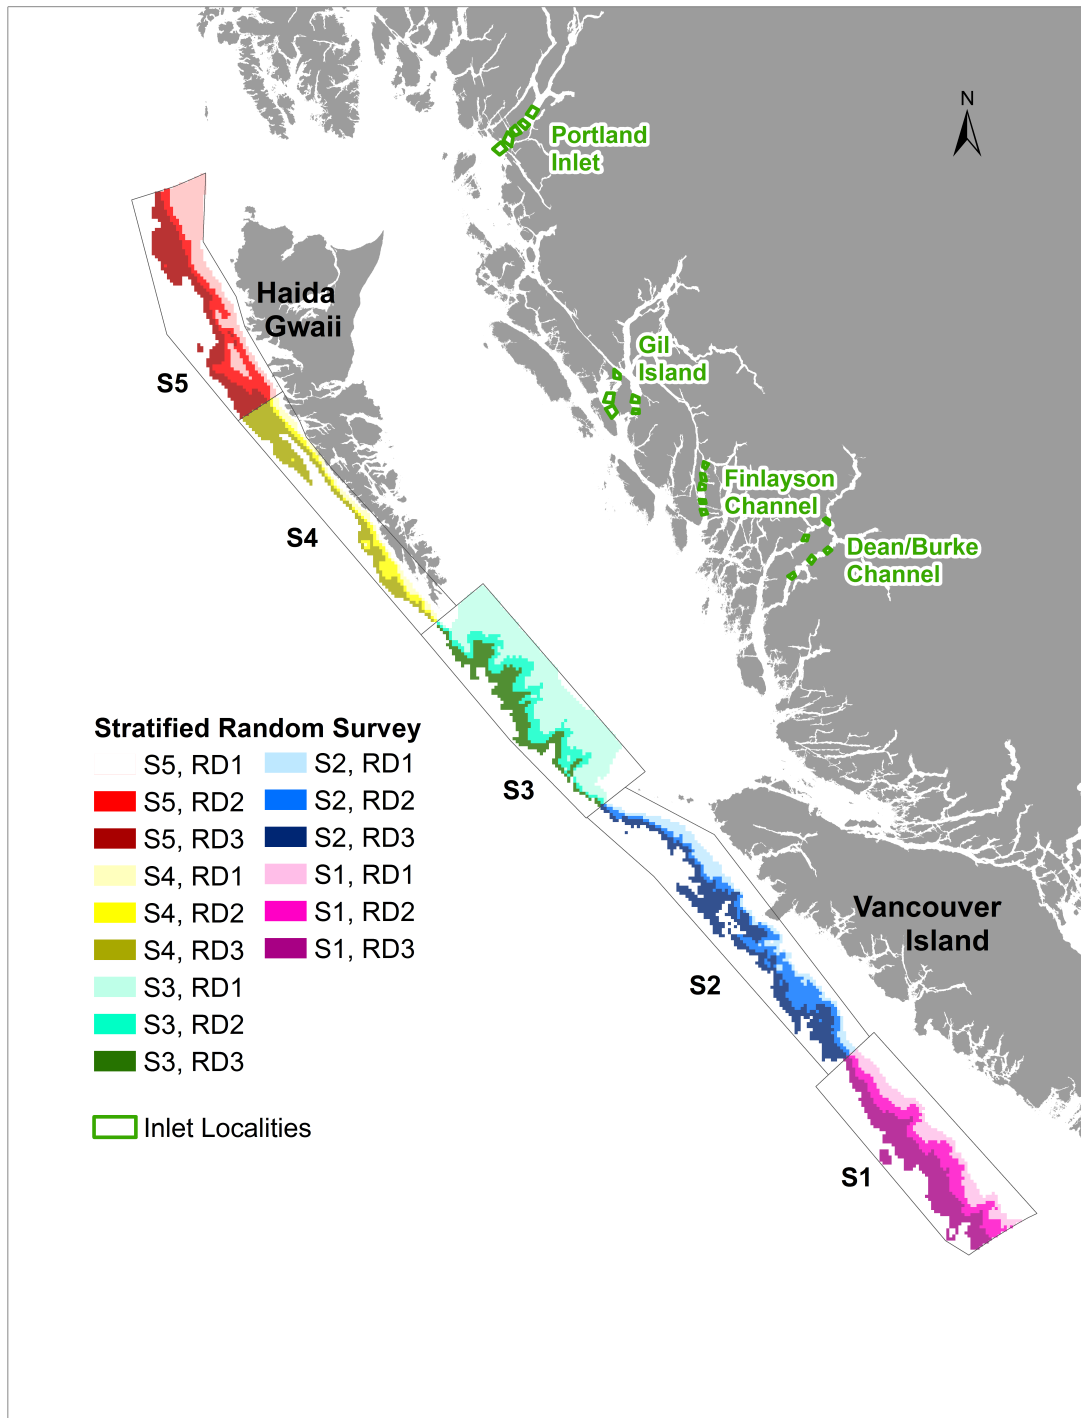 N
Portland
Inlet
Haida
Gwaii
Gil
Island
S5
Finlayson
Channel
S4
Dean/Burke
Channel
Stratified Random Survey
S5, RD1
S5, RD2
S5, RD3
S4, RD1
S4, RD2
S4, RD3
S3, RD1
S3, RD2
S3, RD3
S2, RD1
S2, RD2
S2, RD3
S1, RD1
S1, RD2
S1, RD3
Inlet Localities
S3
Vancouver
Island
S2
S1